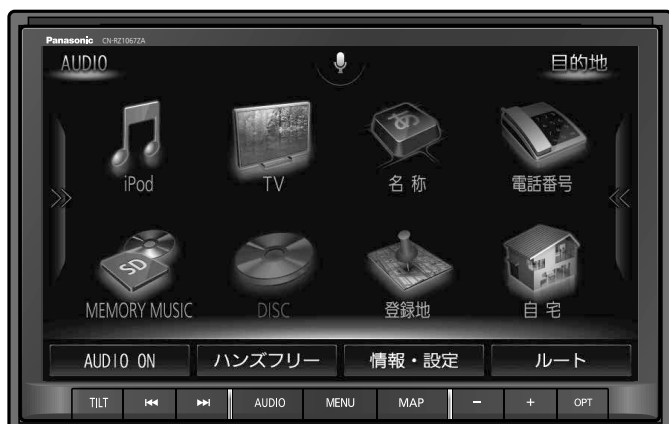 Panasonic CN-RZ1067ZA
AUDIO 目的地
iPod TV 名称 電話番号
あ
SD
MEMORY MUSIC DISC 登録地 自宅
AUDIO ON ハンズフリー 情報・設定 ルート
TILT AUDIO MENU MAP − + OPT